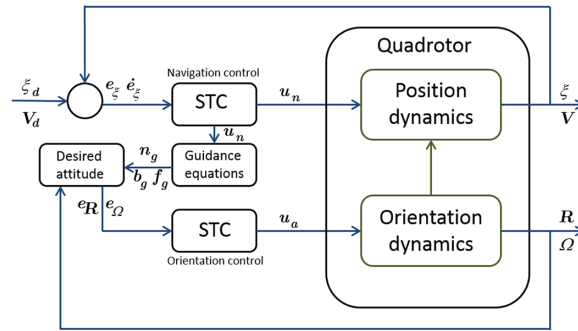 Quadrotor
Navigation control
ξ_d
V_d
e_ξ ė_ξ
STC
u_n
Position
dynamics
ξ
V
u_n
Desired
attitude
n_g
b_g f_g
Guidance
equations
e_R e_Ω
STC
u_a
Orientation
dynamics
R
Ω
Orientation control